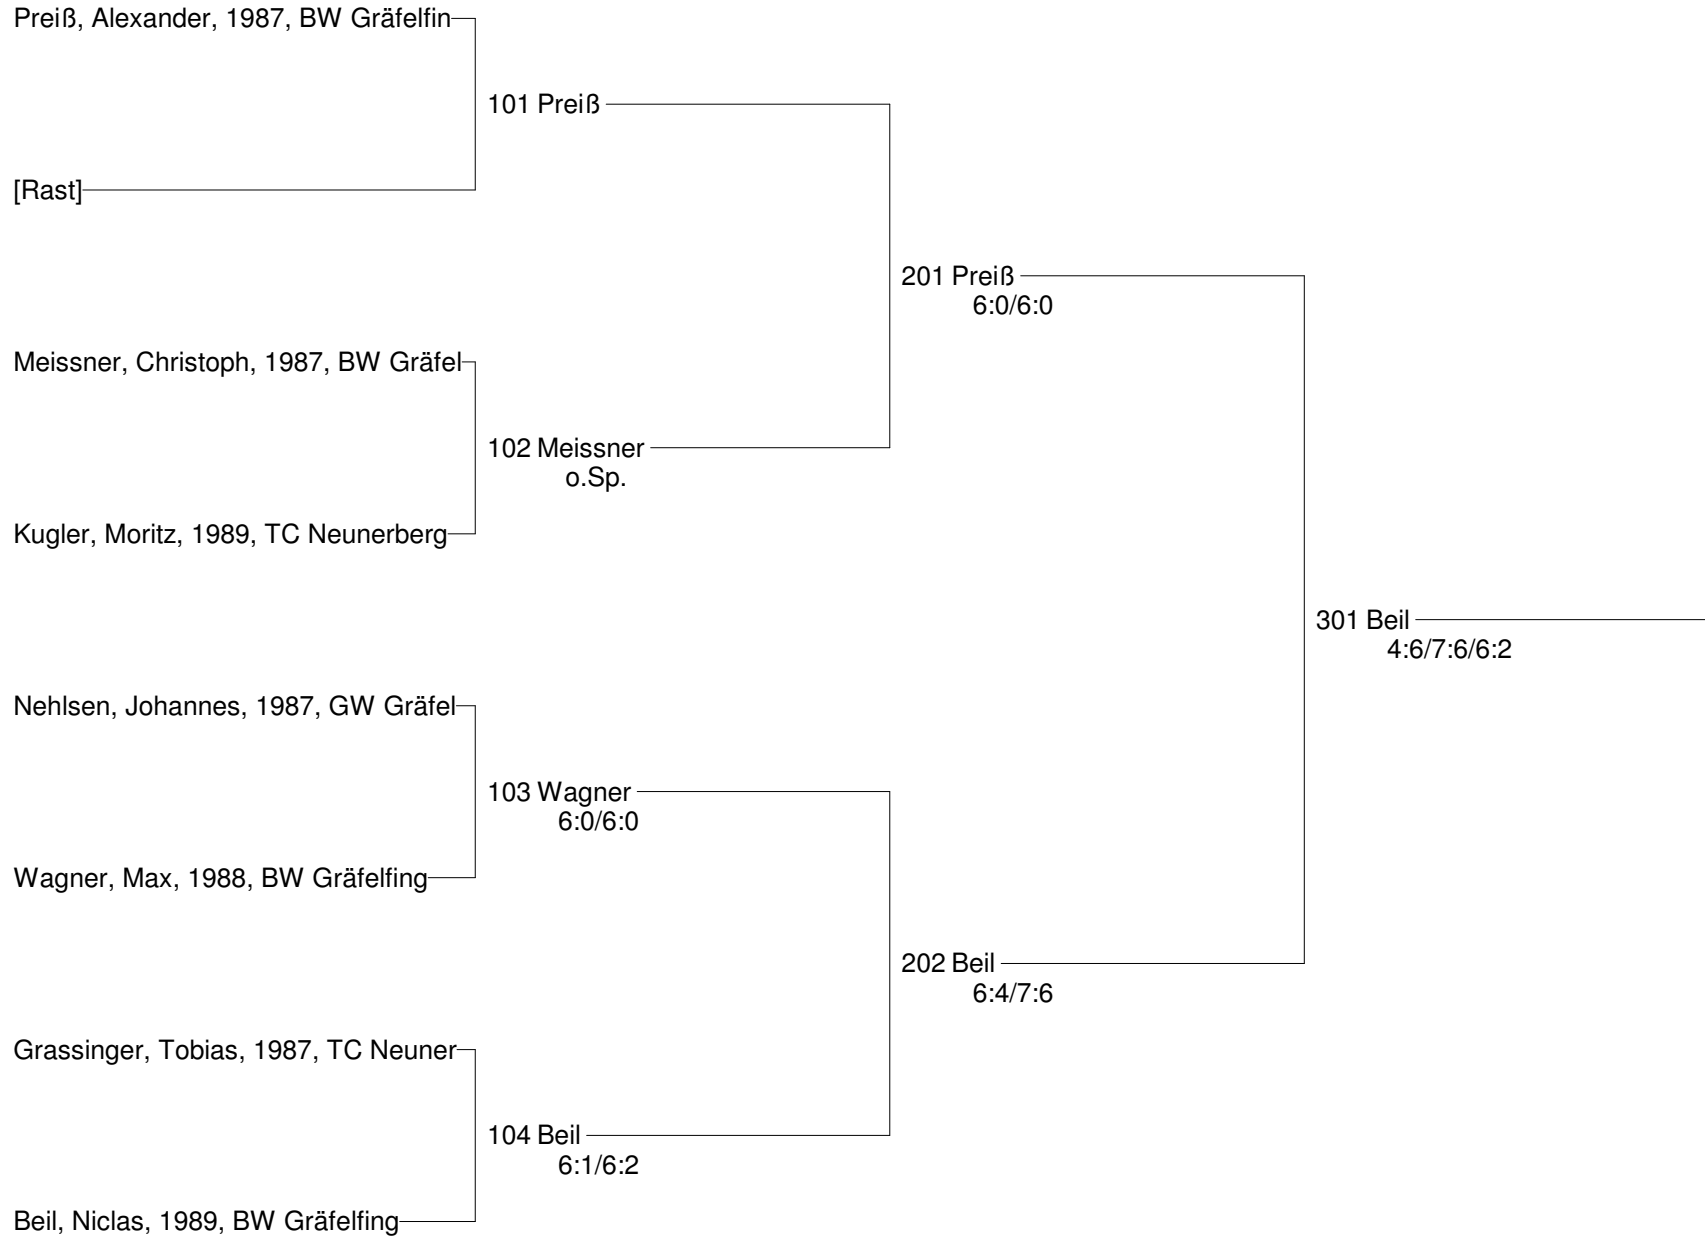 Preiß, Alexander, 1987, BW Gräfelfin
101 Preiß
[Rast]
201 Preiß
6:0/6:0
Meissner, Christoph, 1987, BW Gräfel
102 Meissner
o.Sp.
Kugler, Moritz, 1989, TC Neunerberg
301 Beil
4:6/7:6/6:2
Nehlsen, Johannes, 1987, GW Gräfel
103 Wagner
6:0/6:0
Wagner, Max, 1988, BW Gräfelfing
202 Beil
6:4/7:6
Grassinger, Tobias, 1987, TC Neuner
104 Beil
6:1/6:2
Beil, Niclas, 1989, BW Gräfelfing